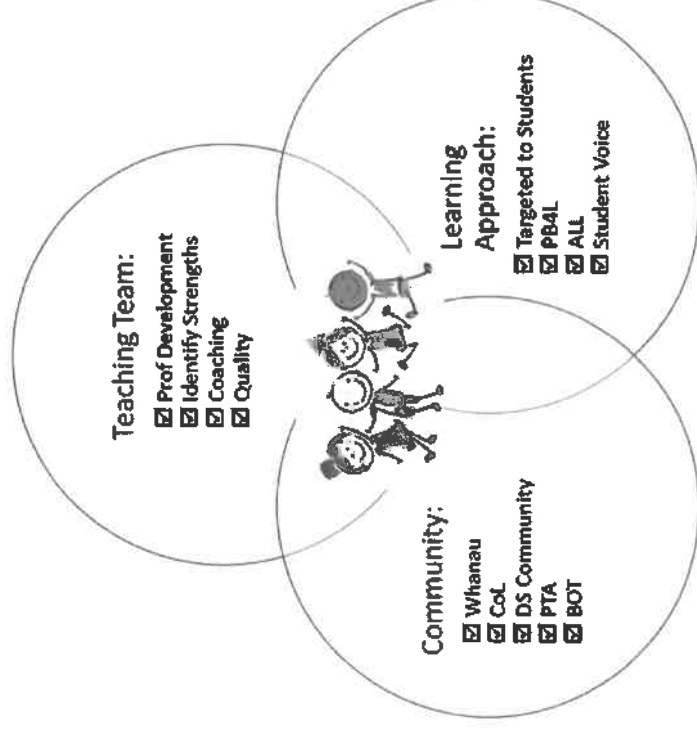 Teaching Team:
☑ Prof Development
☑ Identify Strengths
☑ Coaching
☑ Quality
Community:
☑ Whanau
☑ CoL
☑ DS Community
☑ PTA
☑ BOT
Learning
Approach:
☑ Targeted to Students
☑ PB4L
☑ ALL
☑ Student Voice